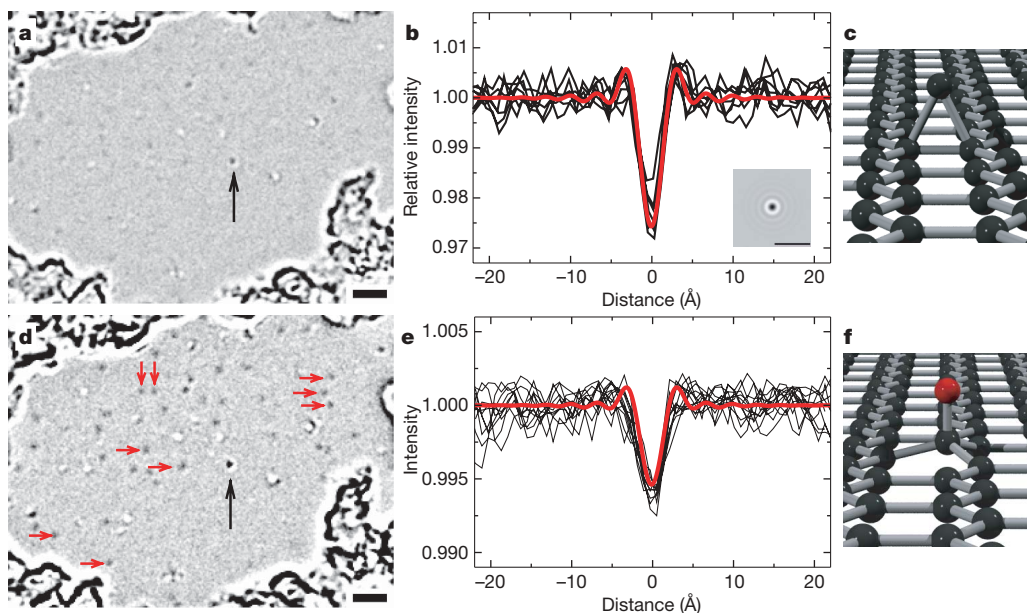 a
b
1.01
1.00
0.99
0.98
0.97
Relative intensity
–20
–10
0
10
20
Distance (Å)
c
d
e
1.005
1.000
0.995
0.990
Intensity
–20
–10
0
10
20
Distance (Å)
f